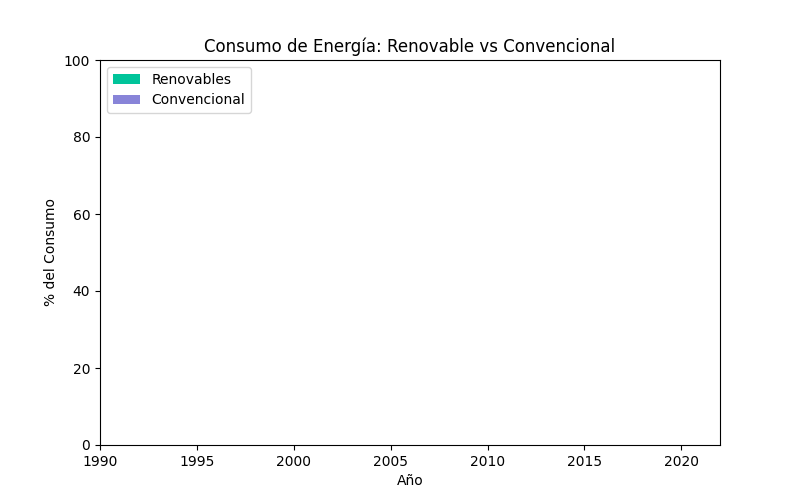 Consumo de Energía: Renovable vs Convencional
100
80
60
40
20
0
% del Consumo
Renovables
Convencional
1990 1995 2000 2005 2010 2015 2020
Año